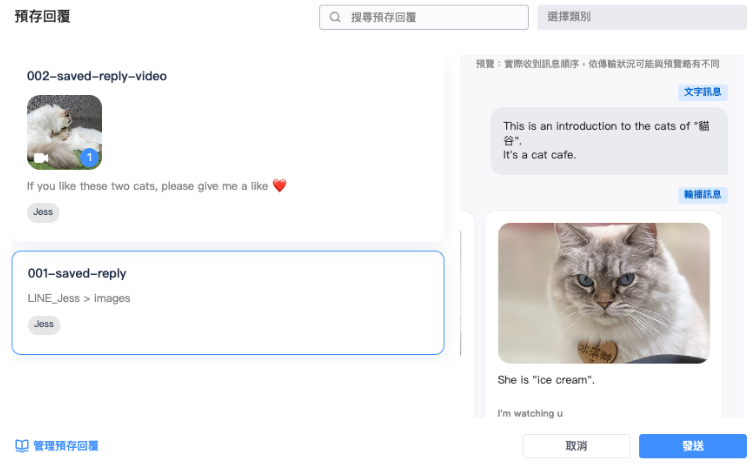 預存回覆
搜尋預存回覆
選擇類別
002-saved-reply-video
1
If you like these two cats, please give me a like ❤️
Jess
001-saved-reply
LINE_Jess > images
Jess
預覽：實際收到訊息順序，依傳輸狀況可能與預覽略有不同
文字訊息
This is an introduction to the cats of "貓
谷".
It's a cat cafe.
輪播訊息
She is "ice cream".
I'm watching u
管理預存回覆
取消
發送